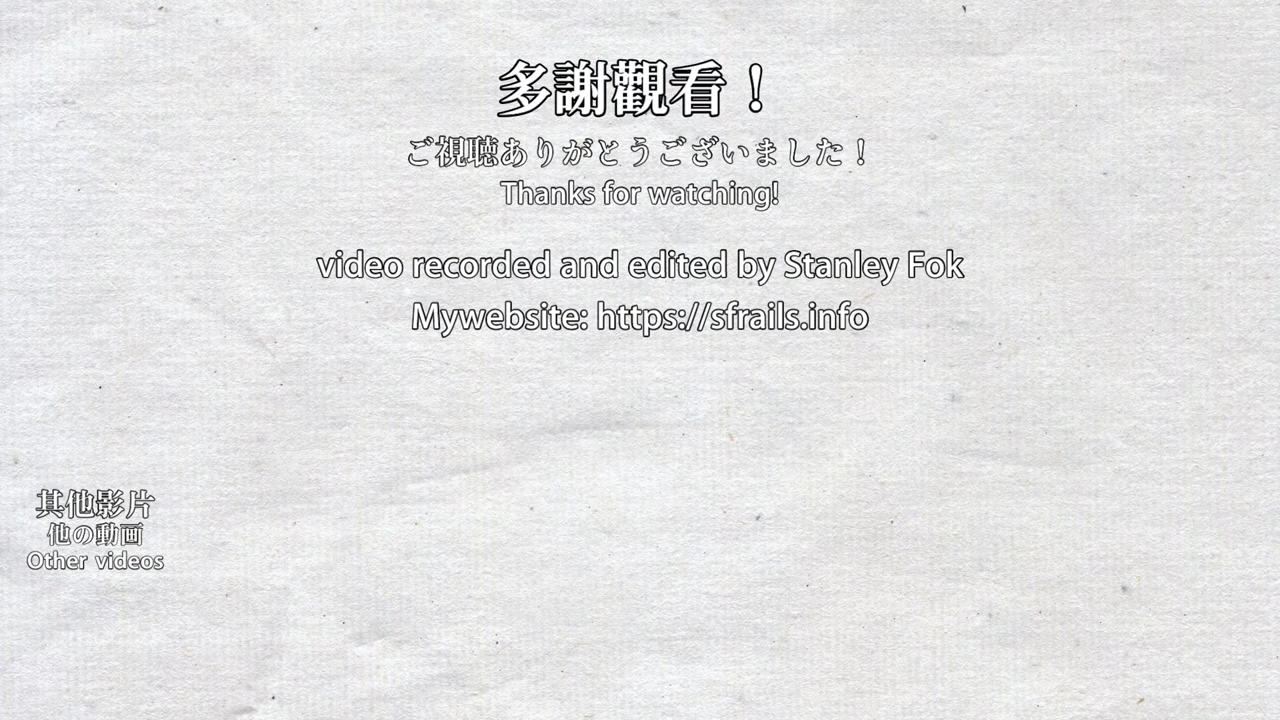 多謝觀看！
ご視聴ありがとうございました！
Thanks for watching!
video recorded and edited by Stanley Fok
Mywebsite: https://sfrails.info
其他影片
他の動画
Other videos